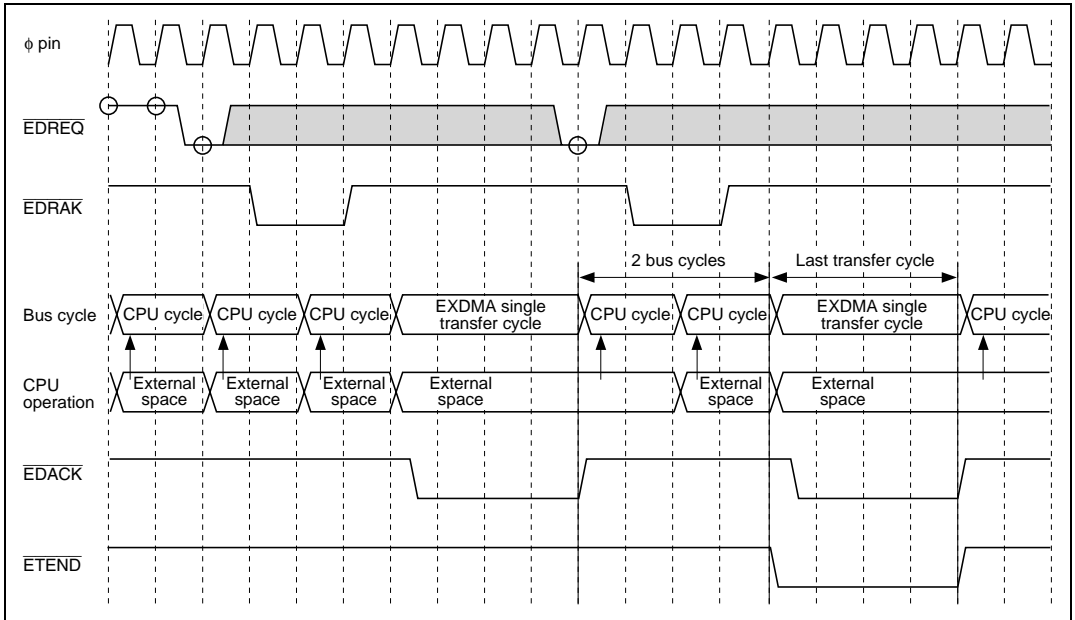 ϕ pin
EDREQ
EDRAK
2 bus cycles
Last transfer cycle
Bus cycle
CPU cycle
CPU cycle
CPU cycle
EXDMA single
transfer cycle
CPU cycle
CPU cycle
EXDMA single
transfer cycle
CPU cycle
CPU
operation
External
space
External
space
External
space
External
space
External
space
External
space
EDACK
ETEND